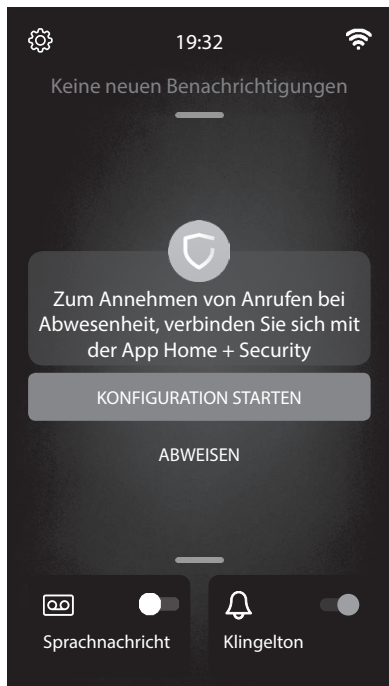 19:32
Keine neuen Benachrichtigungen
Zum Annehmen von Anrufen bei
Abwesenheit, verbinden Sie sich mit
der App Home + Security
KONFIGURATION STARTEN
ABWEISEN
Sprachnachricht
Klingelton